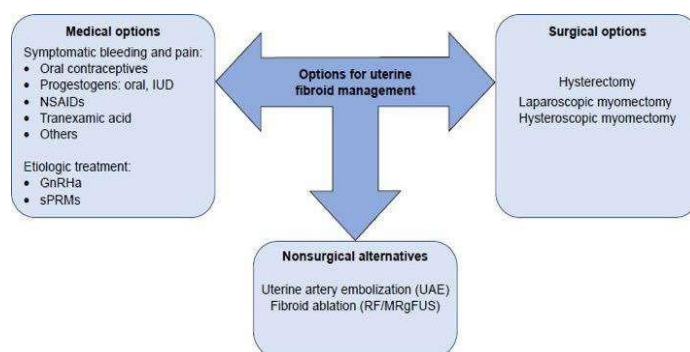 Medical options
Symptomatic bleeding and pain:
• Oral contraceptives
• Progestogens: oral, IUD
• NSAIDs
• Tranexamic acid
• Others
Etiologic treatment:
• GnRHa
• sPRMs
Options for uterine
fibroid management
Surgical options
Hysterectomy
Laparoscopic myomectomy
Hysteroscopic myomectomy
Nonsurgical alternatives
Uterine artery embolization (UAE)
Fibroid ablation (RF/MRgFUS)